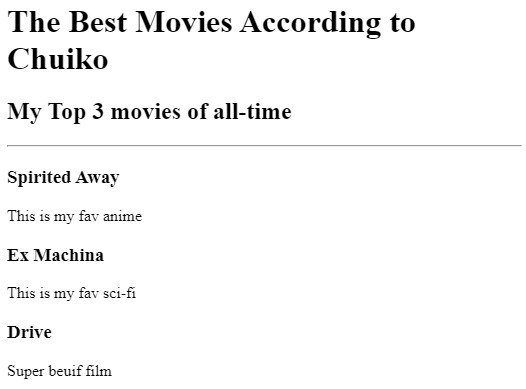 The Best Movies According to
Chuiko
My Top 3 movies of all-time
Spirited Away
This is my fav anime
Ex Machina
This is my fav sci-fi
Drive
Super beuif film